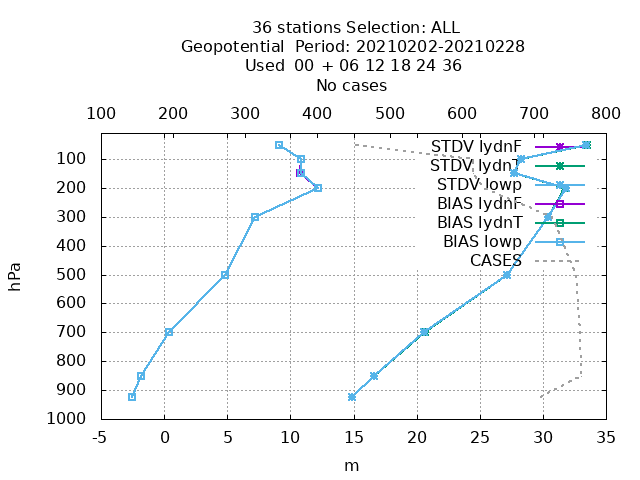 36 stations Selection: ALL
Geopotential  Period: 20210202-20210228
Used  00 + 06 12 18 24 36
No cases
100 200 300 400 500 600 700 800
STDV lydnF
STDV lydnT
STDV lowp
BIAS lydnF
BIAS lydnT
BIAS lowp
CASES
100
200
300
400
500
600
700
800
900
1000
hPa
-5 0 5 10 15 20 25 30 35
m